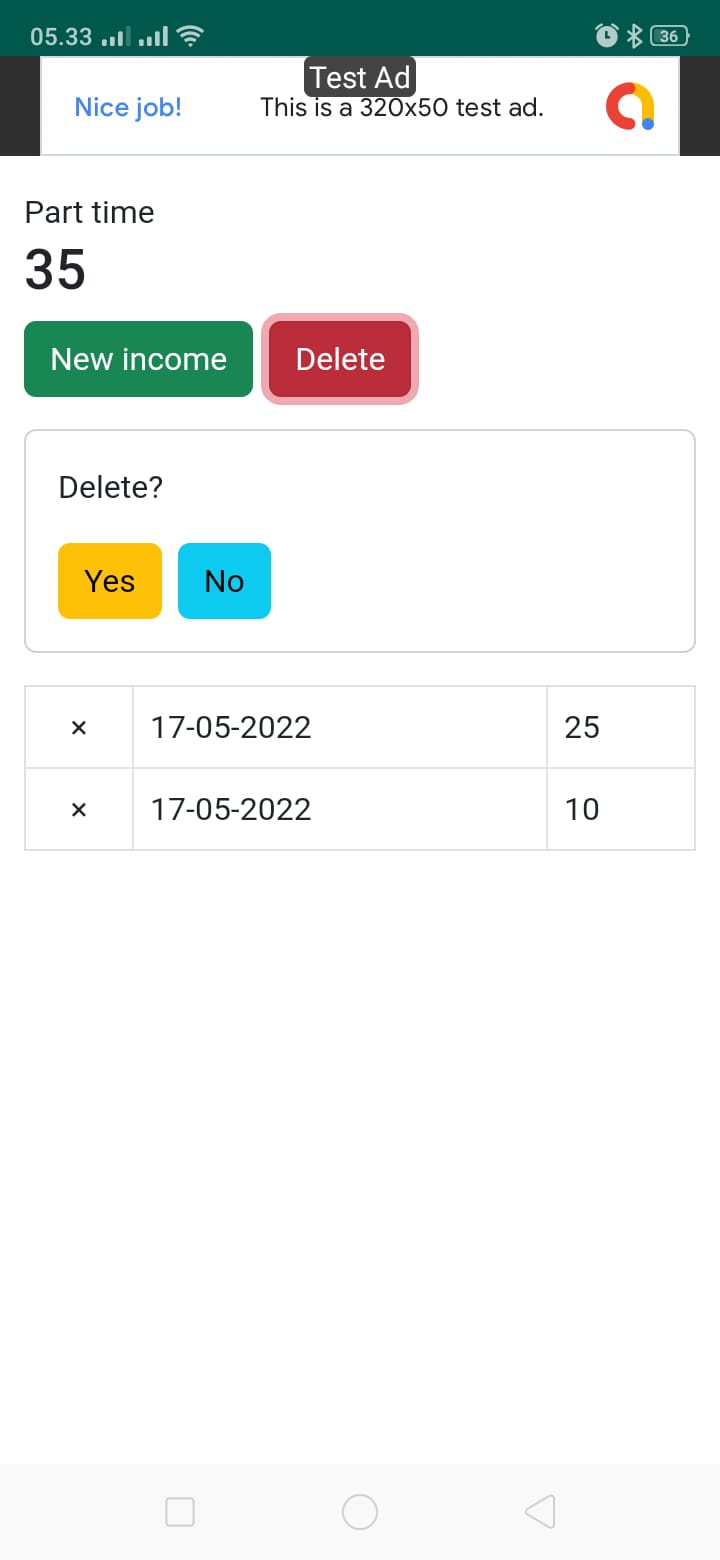 05.33
36
Test Ad
Nice job! This is a 320x50 test ad.
Part time
35
New income Delete
Delete?
Yes No
× 17-05-2022 25
× 17-05-2022 10